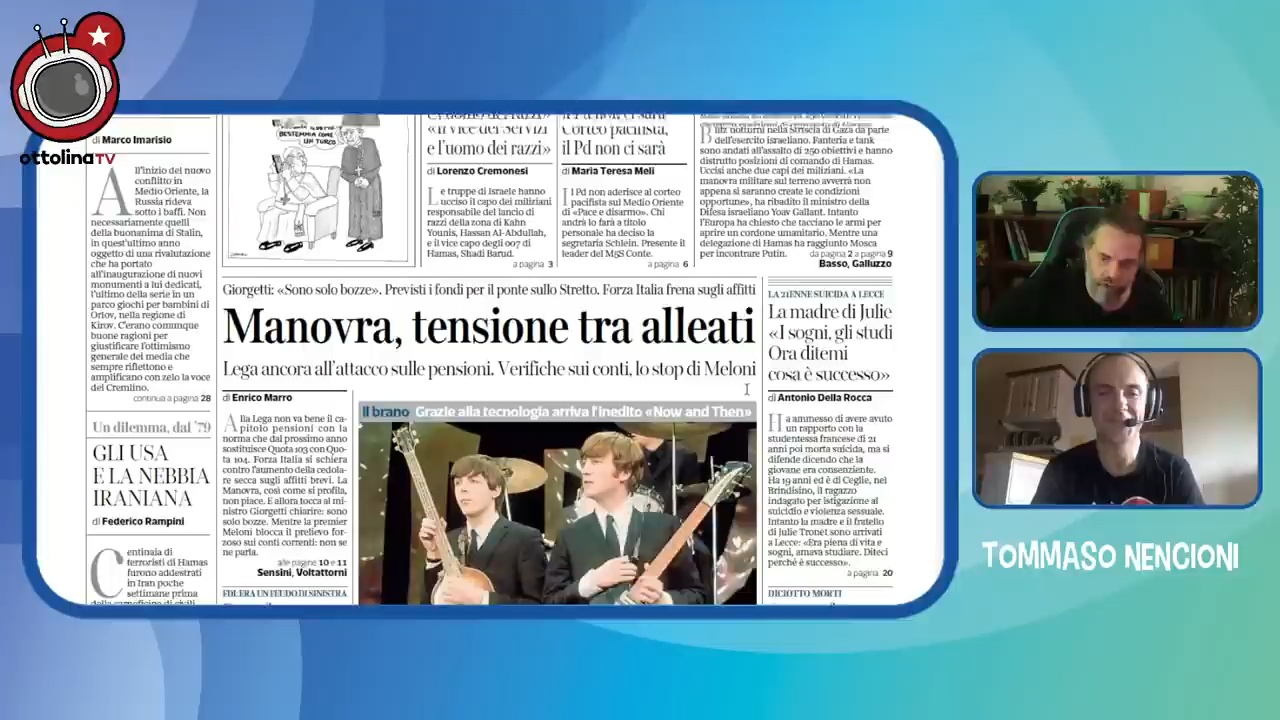 ottolinaTV
di Marco Imarisio
All'inizio del nuovo
conflitto in
Medio Oriente, la
Russia rideva
sotto i baffi. Non
necessariamente quelli
della buonanima di Stalin,
in quest'ultimo anno
oggetto di una rivalutazione
che ha portato
all'inaugurazione di nuovi
monumenti a lui dedicati,
l'ultimo della serie in un
parco giochi per bambini di
Orlov, nella regione di
Kirov. C'erano comunque
buone ragioni per
giustificare l'ottimismo
generale dei media che
sempre riflettono e
amplificano con zelo la voce
del Cremlino.
continua a pagina 28
Un dilemma, dal '79
GLI USA
E LA NEBBIA
IRANIANA
di Federico Rampini
Centinaia di
terroristi di Hamas
furono addestrati
in Iran poche
settimane prima
BESTEMMIA COME
UN TURCO
«Il vice dei Servizi
e l'uomo dei razzi»
di Lorenzo Cremonesi
Le truppe di Israele hanno
ucciso il capo dei miliziani
responsabile del lancio di
razzi della zona di Kahn
Younis, Hassan Al-Abdullah,
e il vice capo degli 007 di
Hamas, Shadi Barud.
a pagina 3
Corteo pacifista,
il Pd non ci sarà
di Maria Teresa Meli
Il Pd non aderisce al corteo
pacifista sul Medio Oriente
di «Pace e disarmo». Chi
andrà lo farà a titolo
personale ha deciso la
segretaria Schlein. Presente il
leader del M5S Conte.
a pagina 6
Blitz notturni nella Striscia di Gaza da parte
dell'esercito israeliano. Fanteria e tank
sono andati all'assalto di 250 obiettivi e hanno
distrutto posizioni di comando di Hamas.
Uccisi anche due capi dei miliziani. «La
manovra militare sul terreno avverrà non
appena si saranno create le condizioni
opportune», ha ribadito il ministro della
Difesa israeliano Yoav Gallant. Intanto
l'Europa ha chiesto che tacciano le armi per
aprire un cordone umanitario. Mentre una
delegazione di Hamas ha raggiunto Mosca
per incontrare Putin. da pagina 2 a pagina 9
Basso, Galluzzo
Giorgetti: «Sono solo bozze». Previsti i fondi per il ponte sullo Stretto. Forza Italia frena sugli affitti
Manovra, tensione tra alleati
Lega ancora all'attacco sulle pensioni. Verifiche sui conti, lo stop di Meloni
di Enrico Marro
Alla Lega non va bene il ca-
pitolo pensioni con la
norma che dal prossimo anno
sostituisce Quota 103 con Quo-
ta 104. Forza Italia si schiera
contro l'aumento della cedola-
re secca sugli affitti brevi. La
Manovra, così come si profila,
non piace. E allora tocca al mi-
nistro Giorgetti chiarire: sono
solo bozze. Mentre la premier
Meloni blocca il prelievo for-
zoso sui conti correnti: non se
ne parla.
alle pagine 10 e 11
Sensini, Voltattorni
Il brano Grazie alla tecnologia arriva l'inedito «Now and Then»
LA 21ENNE SUICIDA A LECCE
La madre di Julie
«I sogni, gli studi
Ora ditemi
cosa è successo»
di Antonio Della Rocca
Ha ammesso di avere avuto
un rapporto con la
studentessa francese di 21
anni poi morta suicida, ma si
difende dicendo che la
giovane era consenziente.
Ha 19 anni ed è di Ceglie, nel
Brindisino, il ragazzo
indagato per istigazione al
suicidio e violenza sessuale.
Intanto la madre e il fratello
di Julie Tronet sono arrivati
a Lecce: «Era piena di vita e
sogni, amava studiare. Diteci
perché è successo».
a pagina 20
DICIOTTO MORTI
TOMMASO NENCIONI